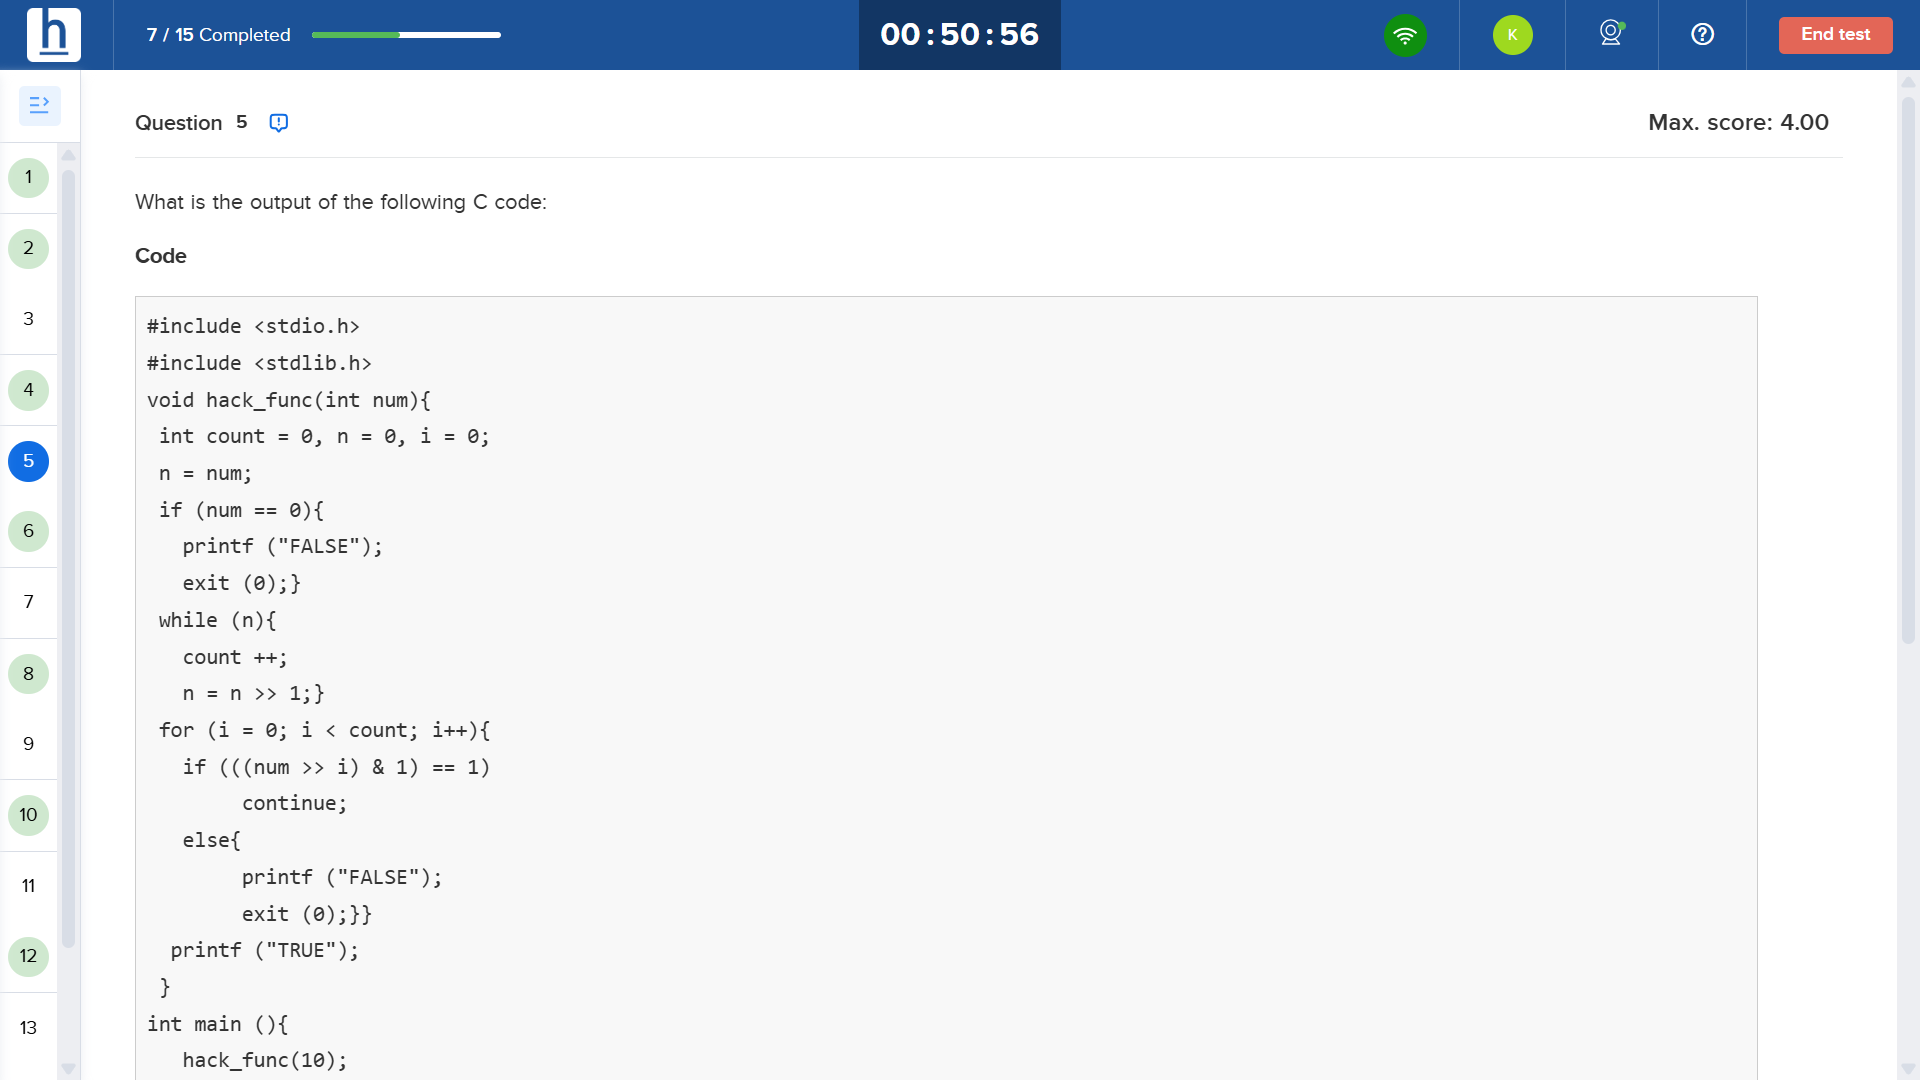 h
7 / 15 Completed
00:50:56
K
End test
1
2
3
4
5
6
7
8
9
10
11
12
13
Question 5
Max. score: 4.00
What is the output of the following C code:
Code
#include <stdio.h>
#include <stdlib.h>
void hack_func(int num){
 int count = 0, n = 0, i = 0;
 n = num;
 if (num == 0){
   printf ("FALSE");
   exit (0);}
 while (n){
   count ++;
   n = n >> 1;}
 for (i = 0; i < count; i++){
   if (((num >> i) & 1) == 1)
        continue;
   else{
        printf ("FALSE");
        exit (0);}}
  printf ("TRUE");
 }
int main (){
   hack_func(10);